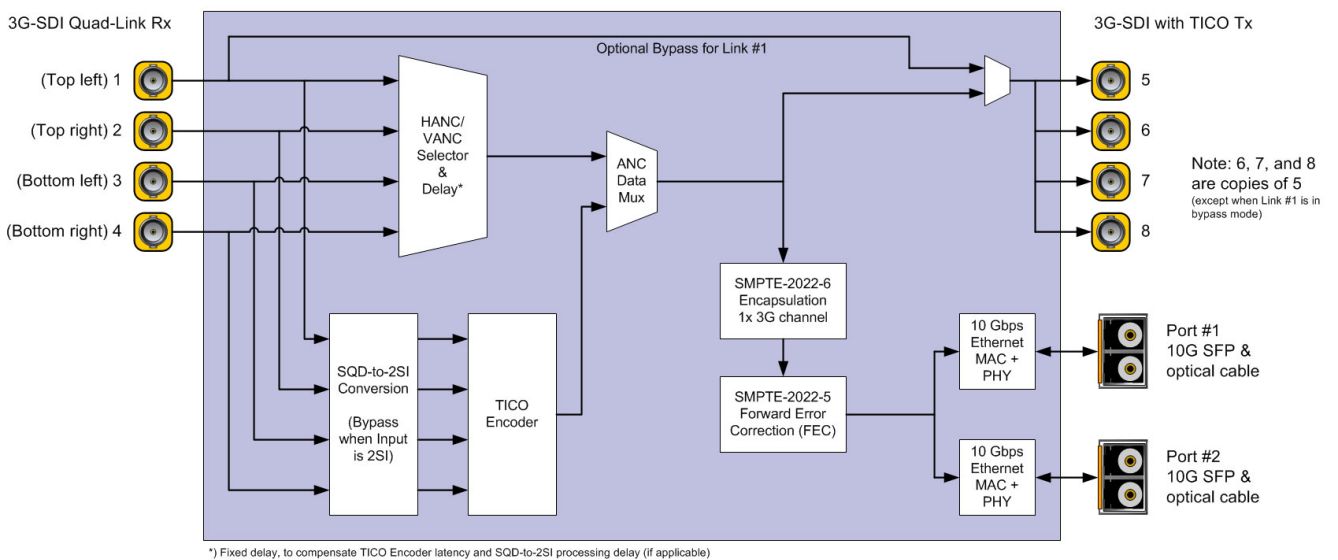 3G-SDI Quad-Link Rx
3G-SDI with TICO Tx
Optional Bypass for Link #1
(Top left) 1
(Top right) 2
(Bottom left) 3
(Bottom right) 4
HANC/
VANC
Selector
&
Delay*
ANC
Data
Mux
5
6
7
8
Note: 6, 7, and 8
are copies of 5
(except when Link #1 is in
bypass mode)
SQD-to-2SI
Conversion
(Bypass
when Input
is 2SI)
TICO
Encoder
SMPTE-2022-6
Encapsulation
1x 3G channel
SMPTE-2022-5
Forward Error
Correction (FEC)
10 Gbps
Ethernet
MAC +
PHY
Port #1
10G SFP &
optical cable
10 Gbps
Ethernet
MAC +
PHY
Port #2
10G SFP &
optical cable
*) Fixed delay, to compensate TICO Encoder latency and SQD-to-2SI processing delay (if applicable)